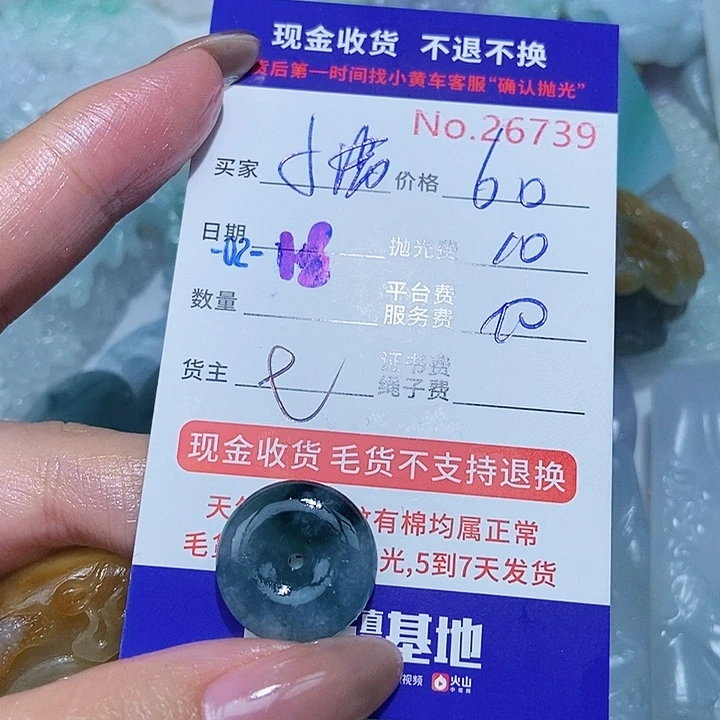 现金收货 不退不换
货后第一时间找小黄车客服“确认抛光”
No.26739
买家 价格 60
日期 -02- 抛光费 10
数量 平台费
服务费 10
货主 证书费
绳子费
现金收货 毛货不支持退换
天 纹有棉均属正常
毛 光,5到7天发货
基地
视频 火山